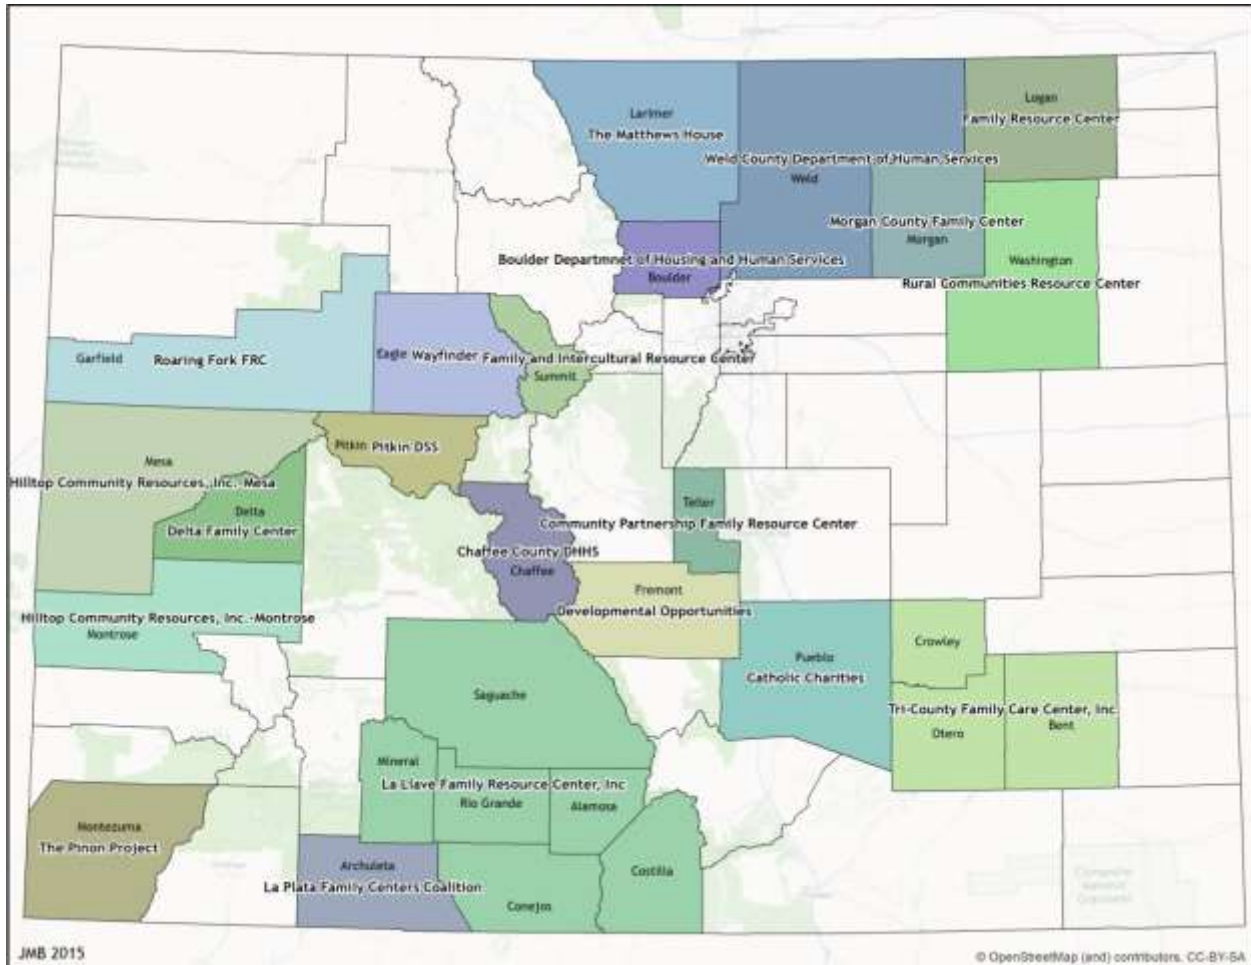 Larimer
The Matthews House
Logan
Family Resource Center
Weld County Department of Human Services
Weld
Morgan County Family Center
Morgan
Boulder Departmnet of Housing and Human Services
Boulder
Washington
Rural Communities Resource Center
Garfield
Roaring Fork FRC
Eagle
Wayfinder
Family and Intercultural Resource Center
Summit
Pitkin
Pitkin DSS
Mesa
Hilltop Community Resources, Inc.-Mesa
Delta
Delta Family Center
Teller
Community Partnership Family Resource Center
Chaffee County DHHS
Chaffee
Fremont
Developmental Opportunities
Hilltop Community Resources, Inc.-Montrose
Montrose
Pueblo
Catholic Charities
Crowley
Tri-County Family Care Center, Inc
Otero
Bent
Saguache
Mineral
La Llave Family Resource Center, Inc
Rio Grande
Alamosa
Montezuma
The Pinon Project
Archuleta
La Plata Family Centers Coalition
Costilla
Conejos
JMB 2015
© OpenStreetMap (and) contributors, CC-BY-SA